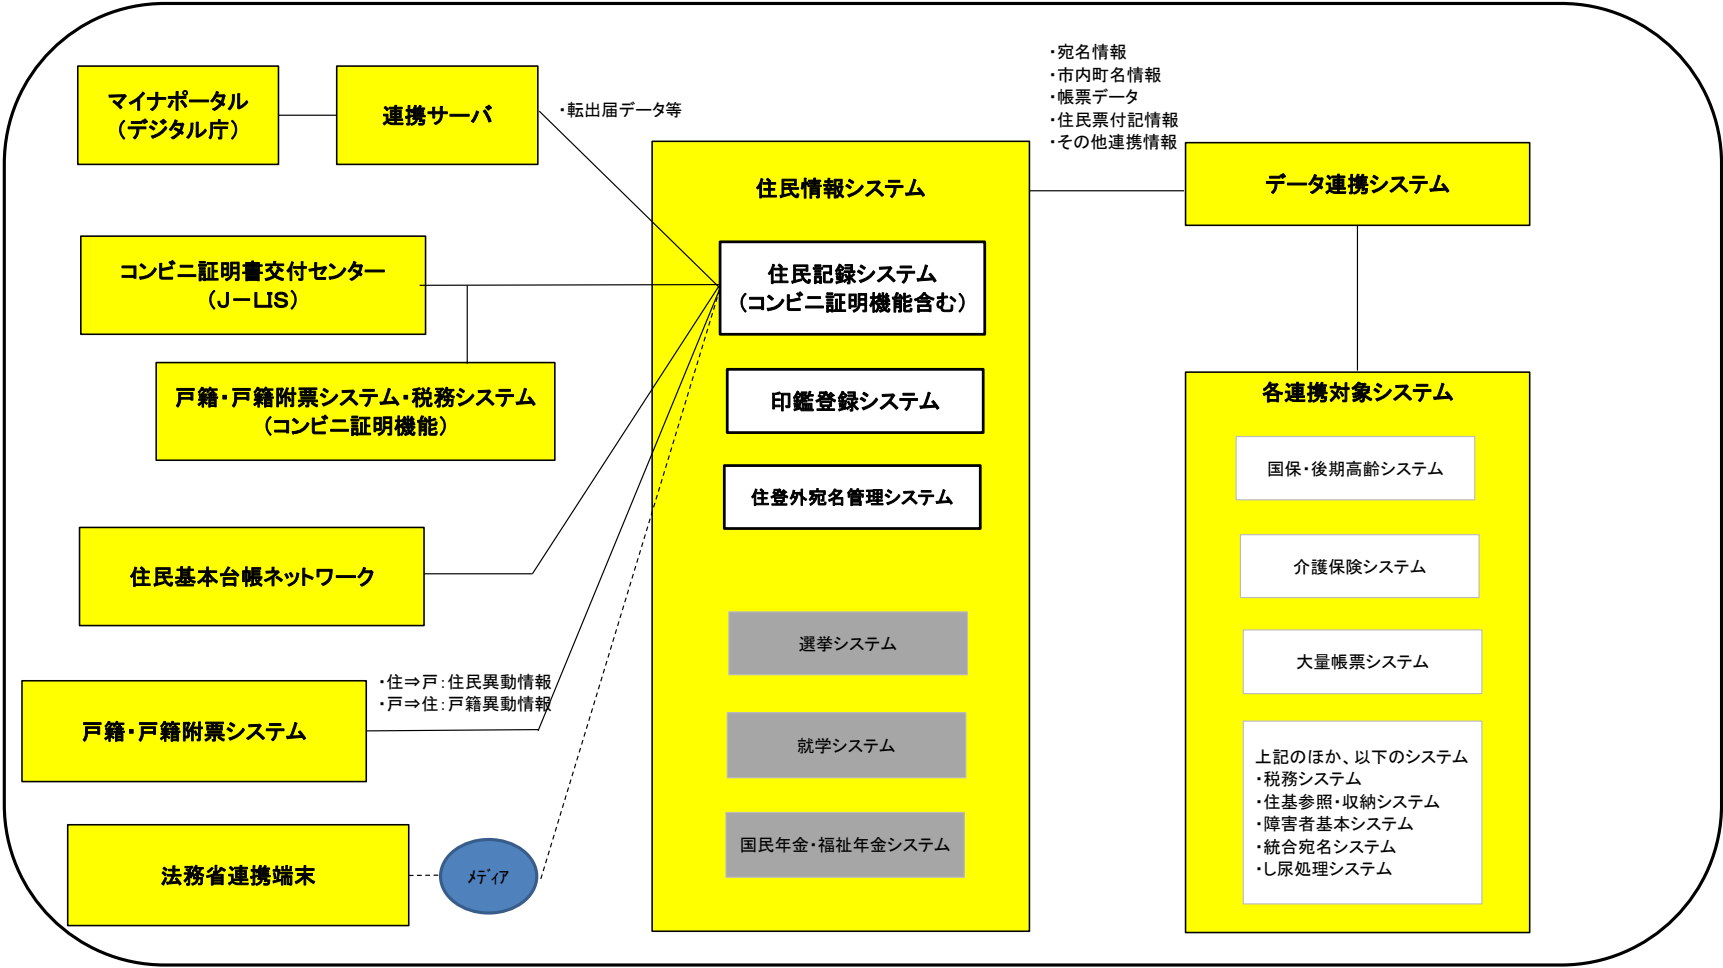 マイナポータル
（デジタル庁）
連携サーバ
・転出届データ等
・宛名情報
・市内町名情報
・帳票データ
・住民票付記情報
・その他連携情報
住民情報システム
データ連携システム
コンビニ証明書交付センター
（J－LIS）
住民記録システム
（コンビニ証明機能含む）
戸籍・戸籍附票システム・税務システム
（コンビニ証明機能）
印鑑登録システム
住登外宛名管理システム
各連携対象システム
国保・後期高齢システム
介護保険システム
大量帳票システム
住民基本台帳ネットワーク
選挙システム
就学システム
国民年金・福祉年金システム
・住⇒戸：住民異動情報
・戸⇒住：戸籍異動情報
戸籍・戸籍附票システム
法務省連携端末
ﾒﾃﾞｨｱ
上記のほか、以下のシステム
・税務システム
・住基参照・収納システム
・障害者基本システム
・統合宛名システム
・し尿処理システム